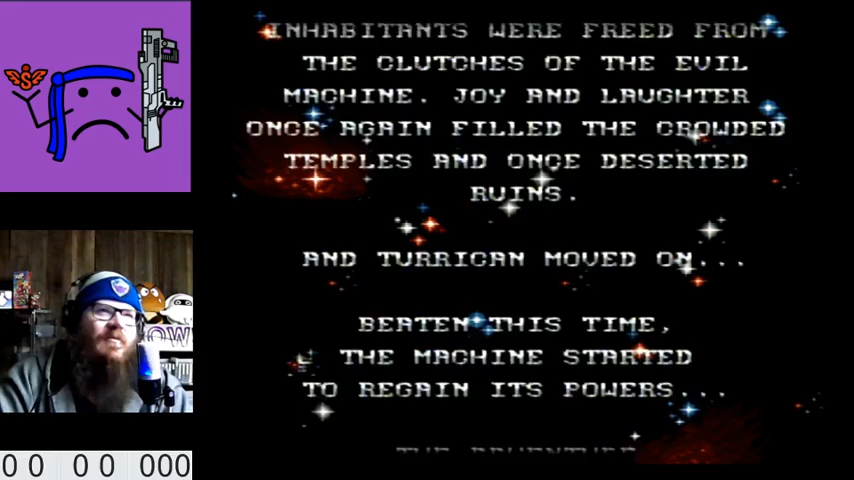 INHABITANTS WERE FREED FROM
THE CLUTCHES OF THE EVIL
MACHINE. JOY AND LAUGHTER
ONCE AGAIN FILLED THE CROWDED
TEMPLES AND ONCE DESERTED
RUINS.
AND TURRICAN MOVED ON...
BEATEN THIS TIME,
THE MACHINE STARTED
TO REGAIN ITS POWERS...
S
00 00 000